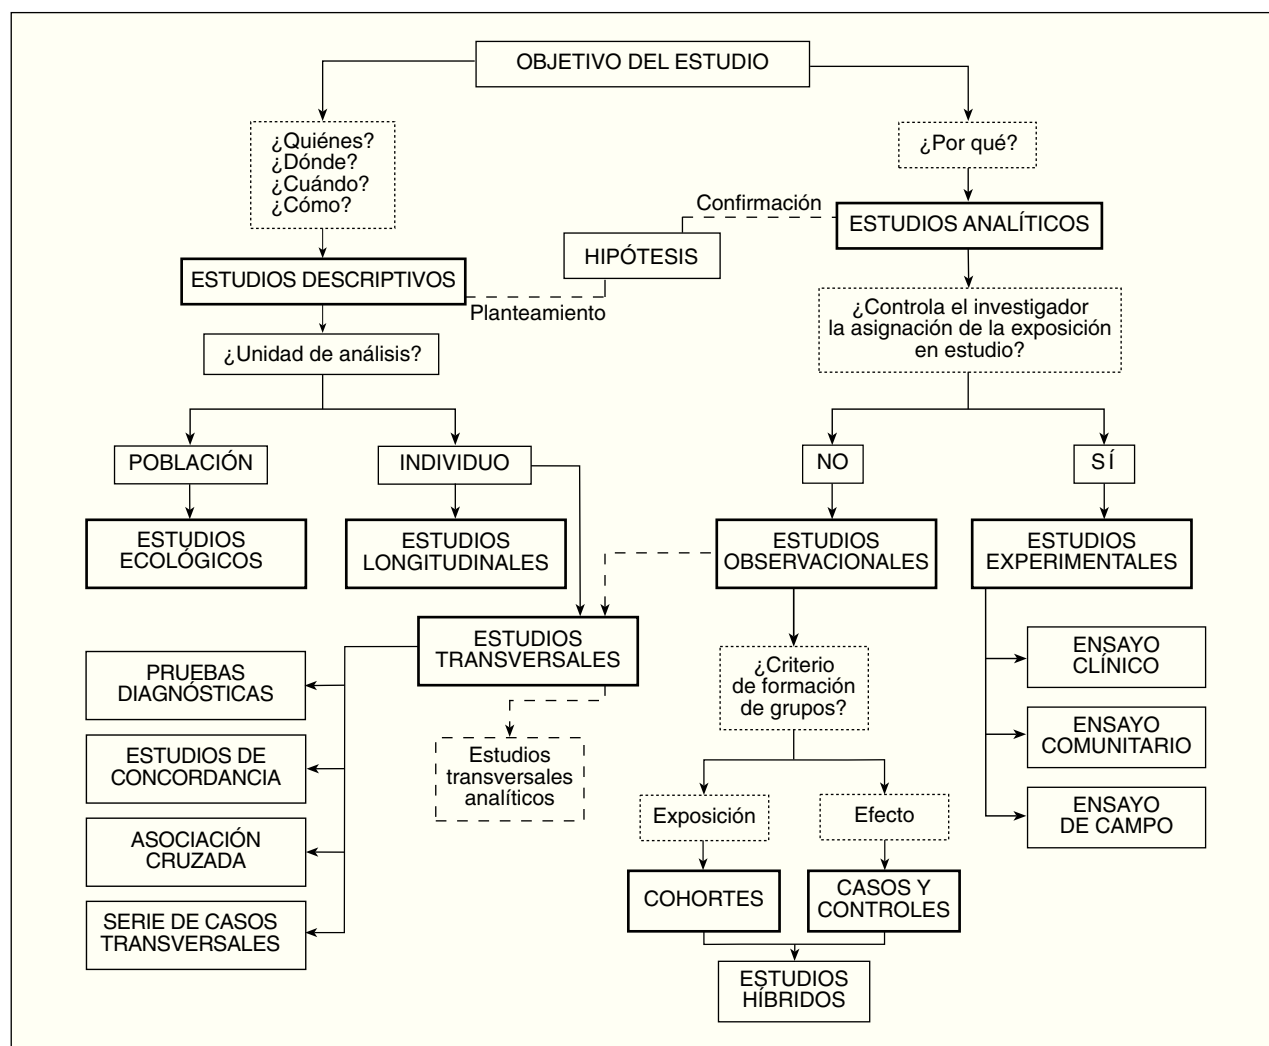 OBJETIVO DEL ESTUDIO
¿Quiénes?
¿Dónde?
¿Cuándo?
¿Cómo?
¿Por qué?
Confirmación
ESTUDIOS ANALÍTICOS
HIPÓTESIS
ESTUDIOS DESCRIPTIVOS
Planteamiento
¿Controla el investigador
la asignación de la exposición
en estudio?
¿Unidad de análisis?
POBLACIÓN
INDIVIDUO
NO
SÍ
ESTUDIOS
ECOLÓGICOS
ESTUDIOS
LONGITUDINALES
ESTUDIOS
OBSERVACIONALES
ESTUDIOS
EXPERIMENTALES
ESTUDIOS
TRANSVERSALES
PRUEBAS
DIAGNÓSTICAS
ESTUDIOS DE
CONCORDANCIA
ASOCIACIÓN
CRUZADA
SERIE DE CASOS
TRANSVERSALES
Estudios
transversales
analíticos
¿Criterio
de formación
de grupos?
Exposición
Efecto
COHORTES
CASOS Y
CONTROLES
ESTUDIOS
HÍBRIDOS
ENSAYO
CLÍNICO
ENSAYO
COMUNITARIO
ENSAYO
DE CAMPO